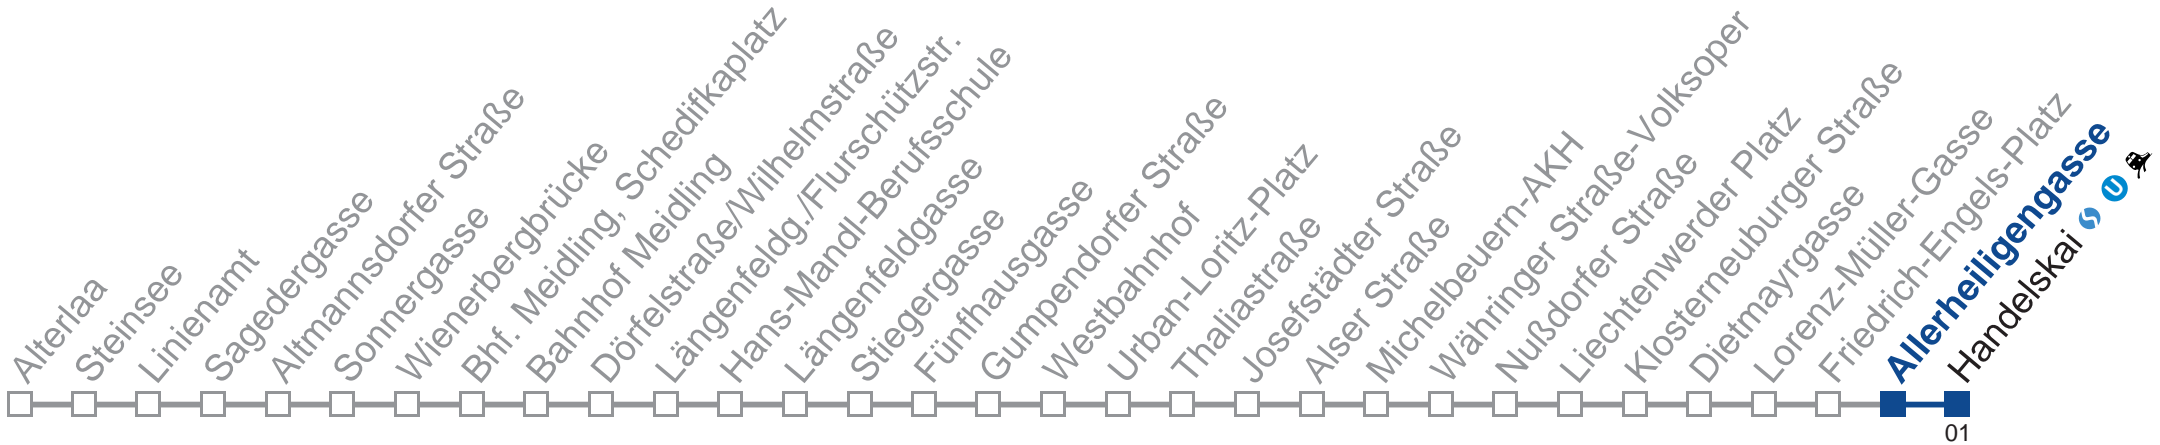 Alterlaa
Steinsee
Linienamt
Sagedergasse
Altmannsdorfer Straße
Sonnergasse
Wienerbergbrücke
Bhf. Meidling, Schedifkaplatz
Bahnhof Meidling
Dörfelstraße/Wilhelmstraße
Längenfeldg./Flurschützstr.
Hans-Mandl-Berufsschule
Längenfeldgasse
Stiegergasse
Fünfhausgasse
Gumpendorfer Straße
Westbahnhof
Urban-Loritz-Platz
Thaliastraße
Josefstädter Straße
Alser Straße
Michelbeuern-AKH
Währinger Straße-Volksoper
Nußdorfer Straße
Liechtenwerder Platz
Klosterneuburger Straße
Dietmayrgasse
Lorenz-Müller-Gasse
Friedrich-Engels-Platz
Allerheiligengasse
Handelskai S U
01